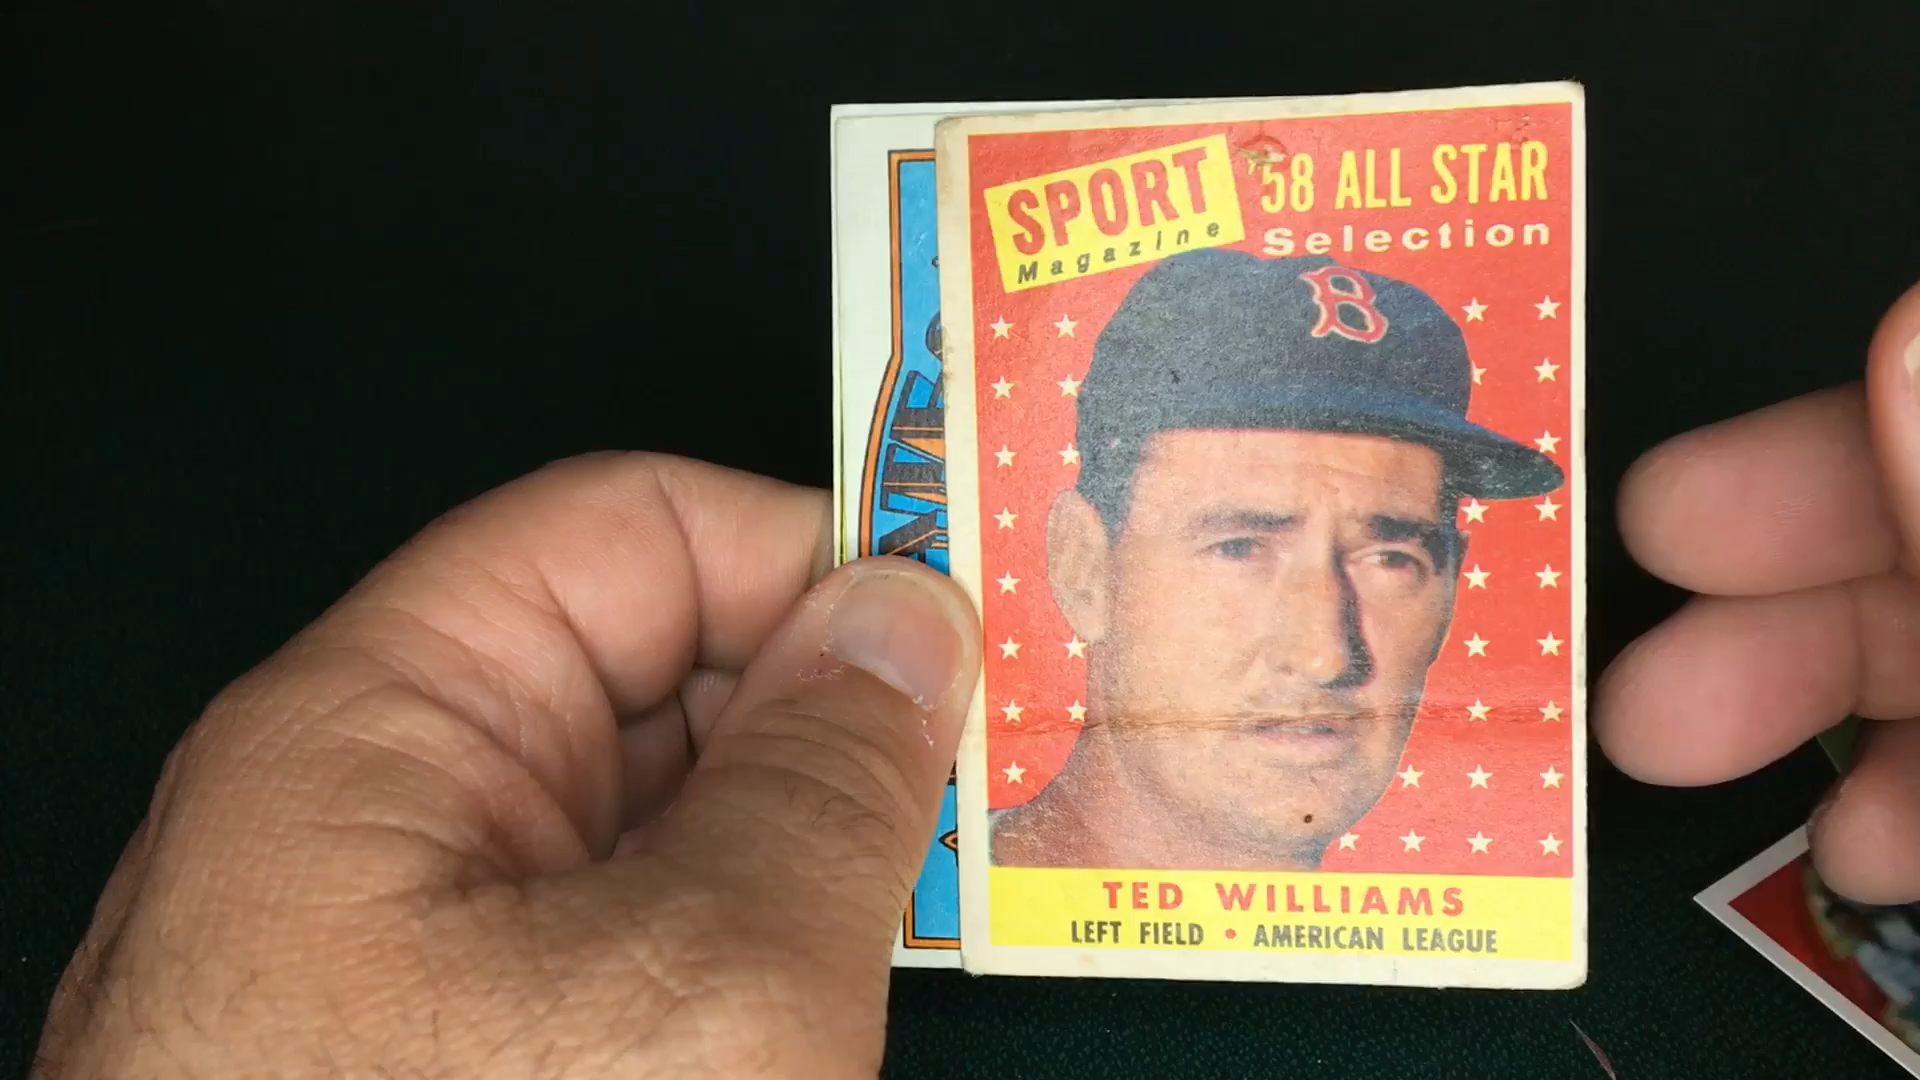 SPORT
Magazine
'58 ALL STAR
Selection
B
TED WILLIAMS
LEFT FIELD • AMERICAN LEAGUE